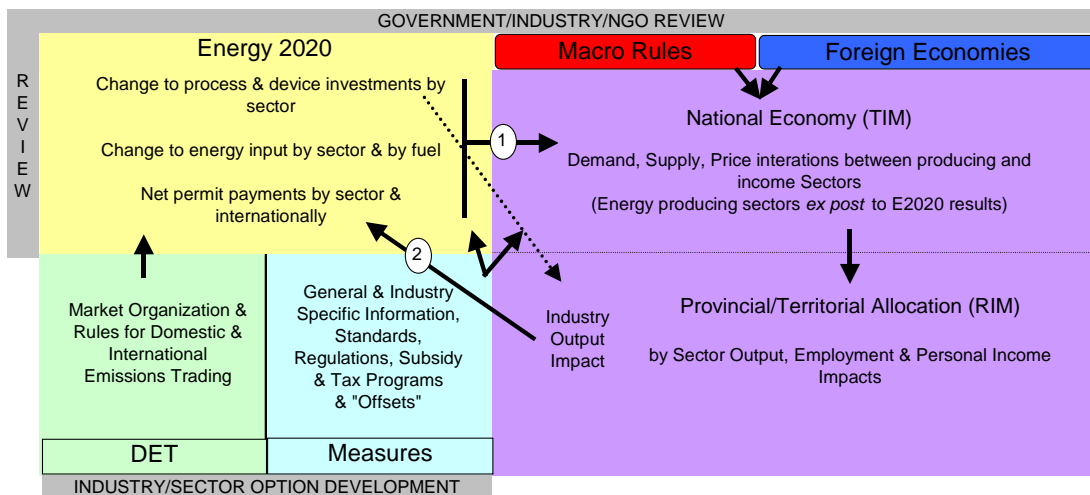 GOVERNMENT/INDUSTRY/NGO REVIEW
REVIEW
Energy 2020
Change to process & device investments by
sector
Change to energy input by sector & by fuel
Net permit payments by sector &
internationally
Macro Rules
Foreign Economies
1
National Economy (TIM)
Demand, Supply, Price interations between producing and
income Sectors
(Energy producing sectors ex post to E2020 results)
2
Market Organization &
Rules for Domestic &
International
Emissions Trading
General & Industry
Specific Information,
Standards,
Regulations, Subsidy
& Tax Programs
& "Offsets"
Industry
Output
Impact
Provincial/Territorial Allocation (RIM)
by Sector Output, Employment & Personal Income
Impacts
DET
Measures
INDUSTRY/SECTOR OPTION DEVELOPMENT